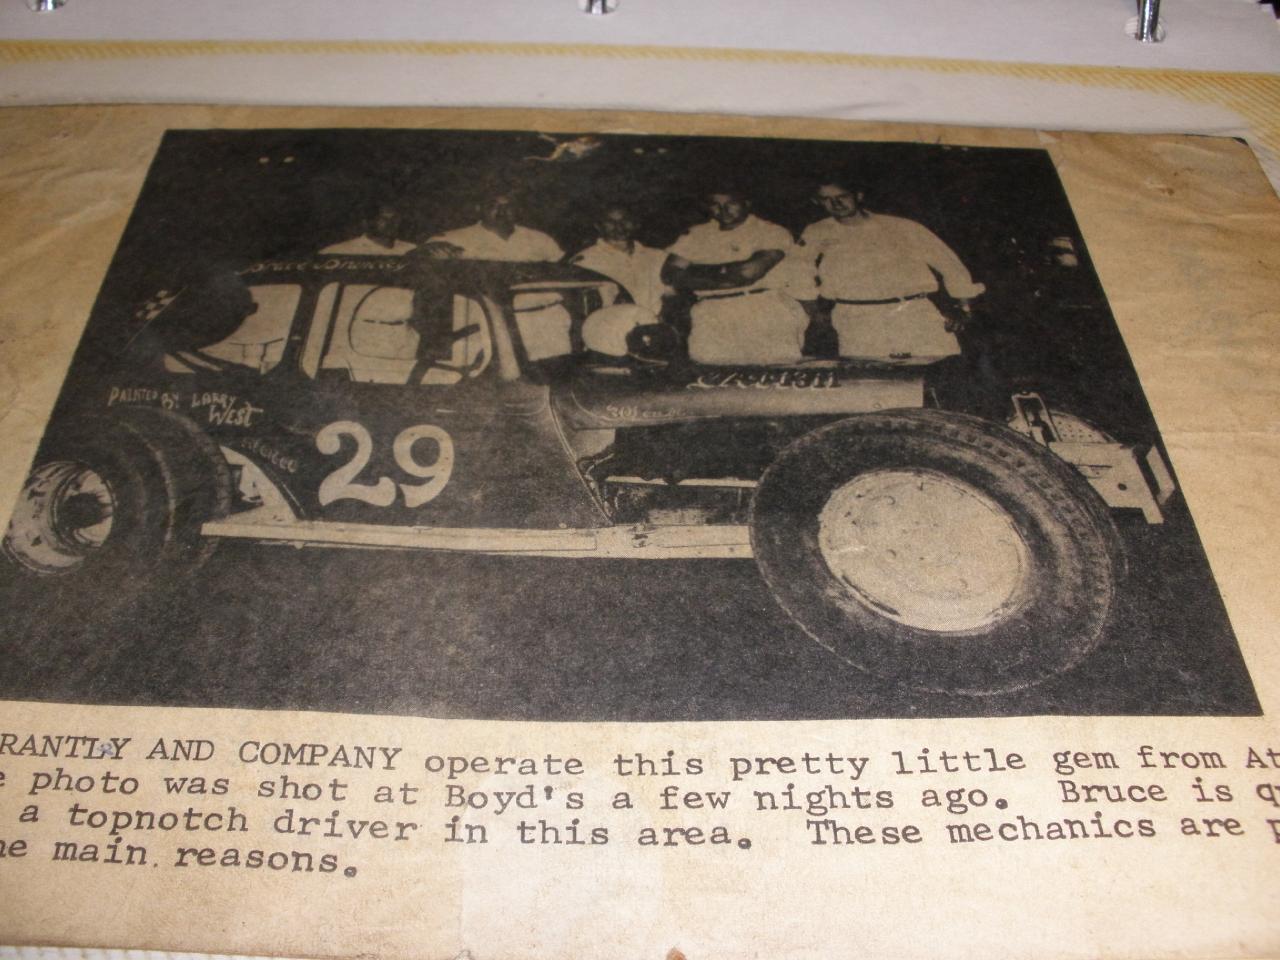 PAINTED BY LARRY WEST
29
RANTLY AND COMPANY operate this pretty little gem from At
e photo was shot at Boyd's a few nights ago. Bruce is q
a topnotch driver in this area. These mechanics are p
he main reasons.